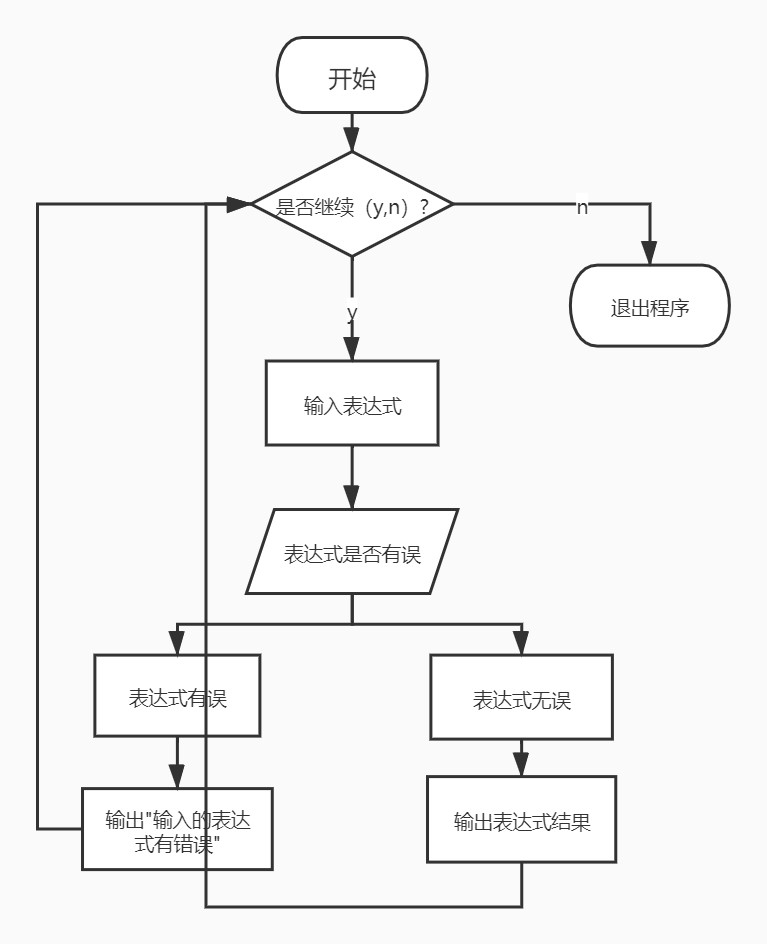 开始
是否继续（y,n）?
n
退出程序
y
输入表达式
表达式是否有误
表达式有误
表达式无误
输出"输入的表达
式有错误"
输出表达式结果